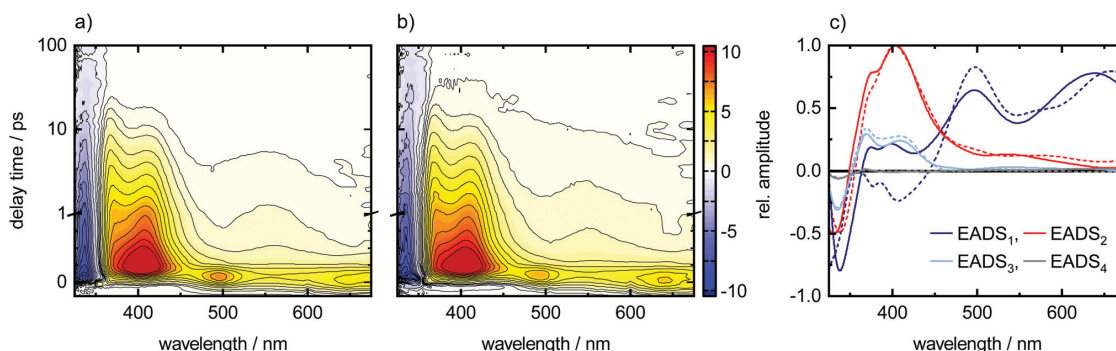 a)
b)
c)
100
10
1
0
delay time / ps
400
500
600
wavelength / nm
400
500
600
wavelength / nm
10
5
0
-5
-10
rel. amplitude
1.0
0.5
0.0
-0.5
-1.0
EADS1, EADS2
EADS3, EADS4
400
500
600
wavelength / nm